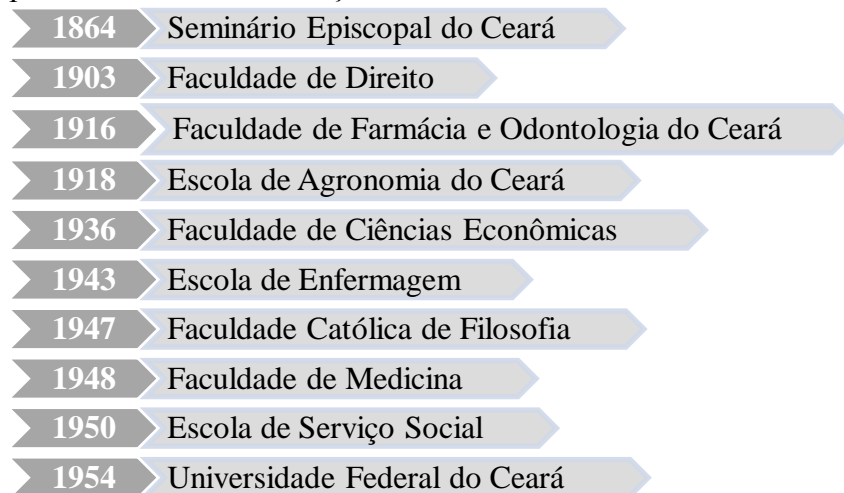 1864 Seminário Episcopal do Ceará
1903 Faculdade de Direito
1916 Faculdade de Farmácia e Odontologia do Ceará
1918 Escola de Agronomia do Ceará
1936 Faculdade de Ciências Econômicas
1943 Escola de Enfermagem
1947 Faculdade Católica de Filosofia
1948 Faculdade de Medicina
1950 Escola de Serviço Social
1954 Universidade Federal do Ceará